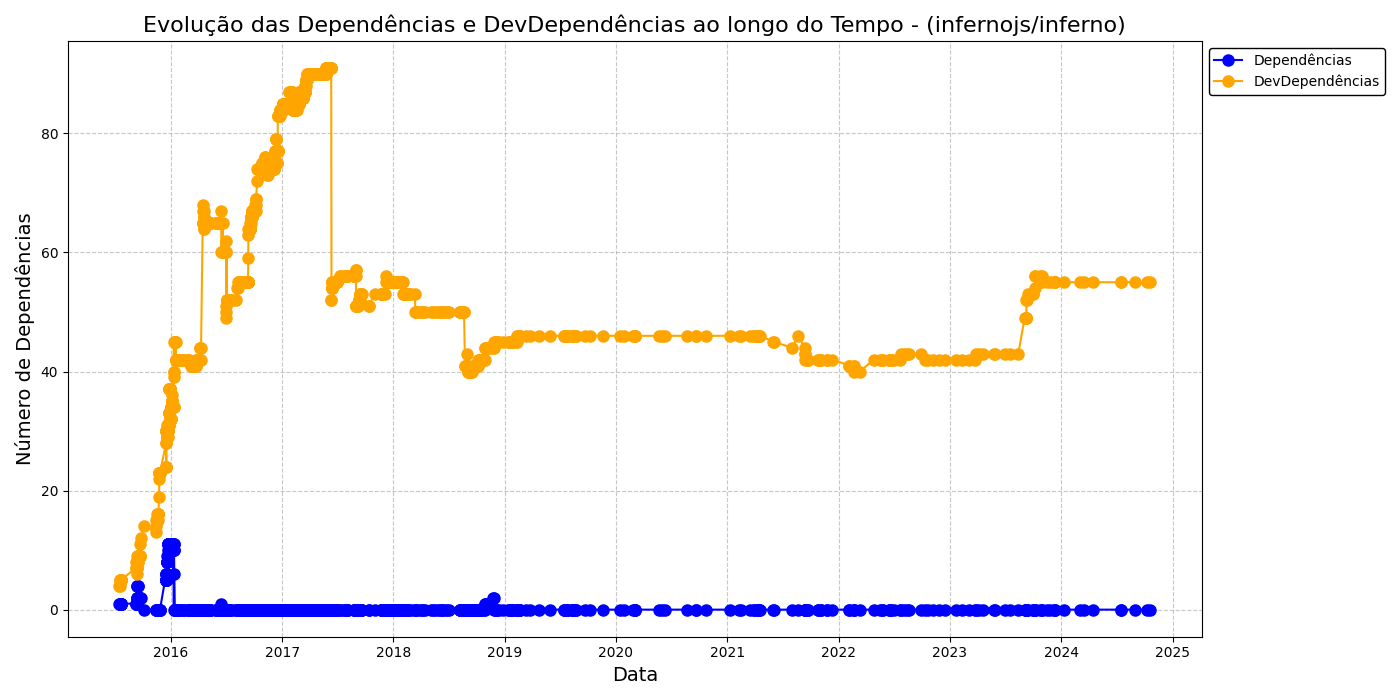 Evolução das Dependências e DevDependências ao longo do Tempo - (infernojs/inferno)
Dependências
DevDependências
Número de Dependências
80
60
40
20
0
2016 2017 2018 2019 2020 2021 2022 2023 2024 2025
Data